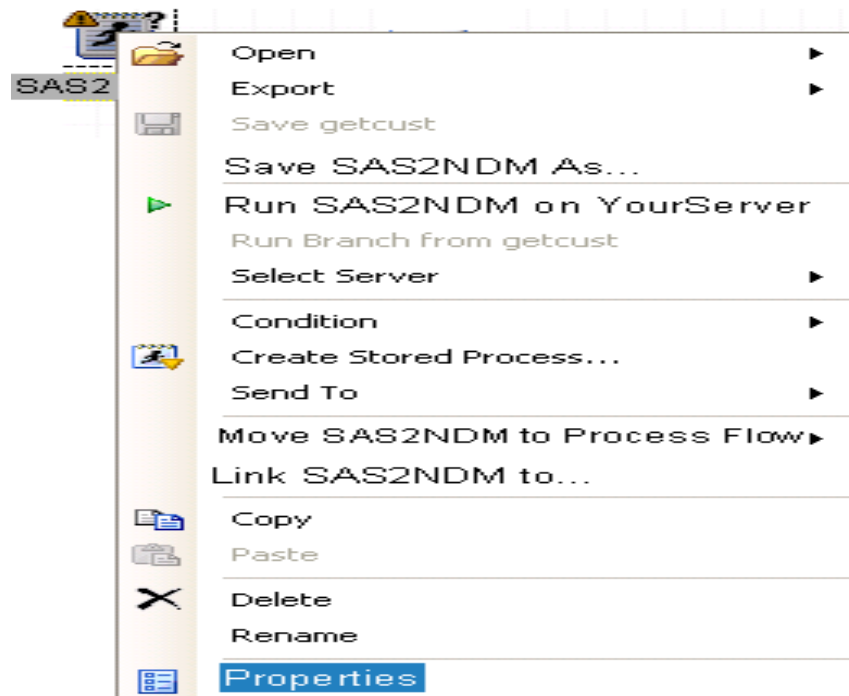 SAS2
Open
Export
Save getcust
Save SAS2NDM As...
Run SAS2NDM on YourServer
Run Branch from getcust
Select Server
Condition
Create Stored Process...
Send To
Move SAS2NDM to Process Flow
Link SAS2NDM to...
Copy
Paste
Delete
Rename
Properties